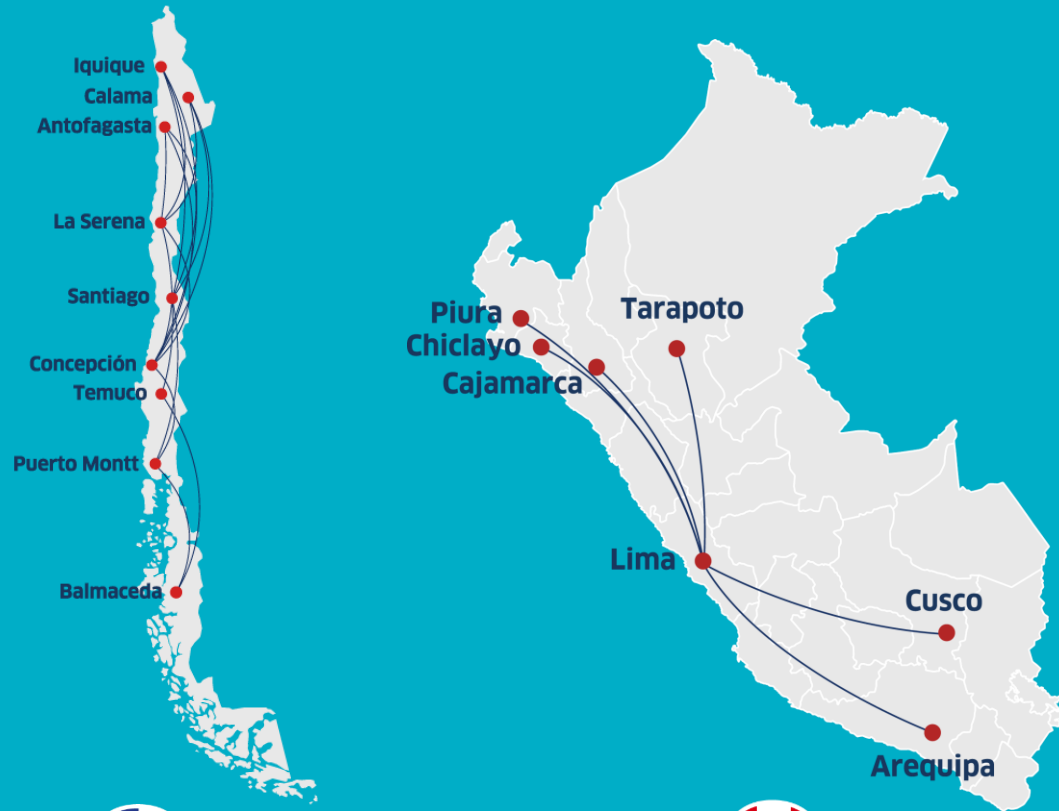 Iquique
Calama
Antofagasta
La Serena
Santiago
Concepción
Temuco
Puerto Montt
Balmaceda
Piura
Tarapoto
Chiclayo
Cajamarca
Lima
Cusco
Arequipa